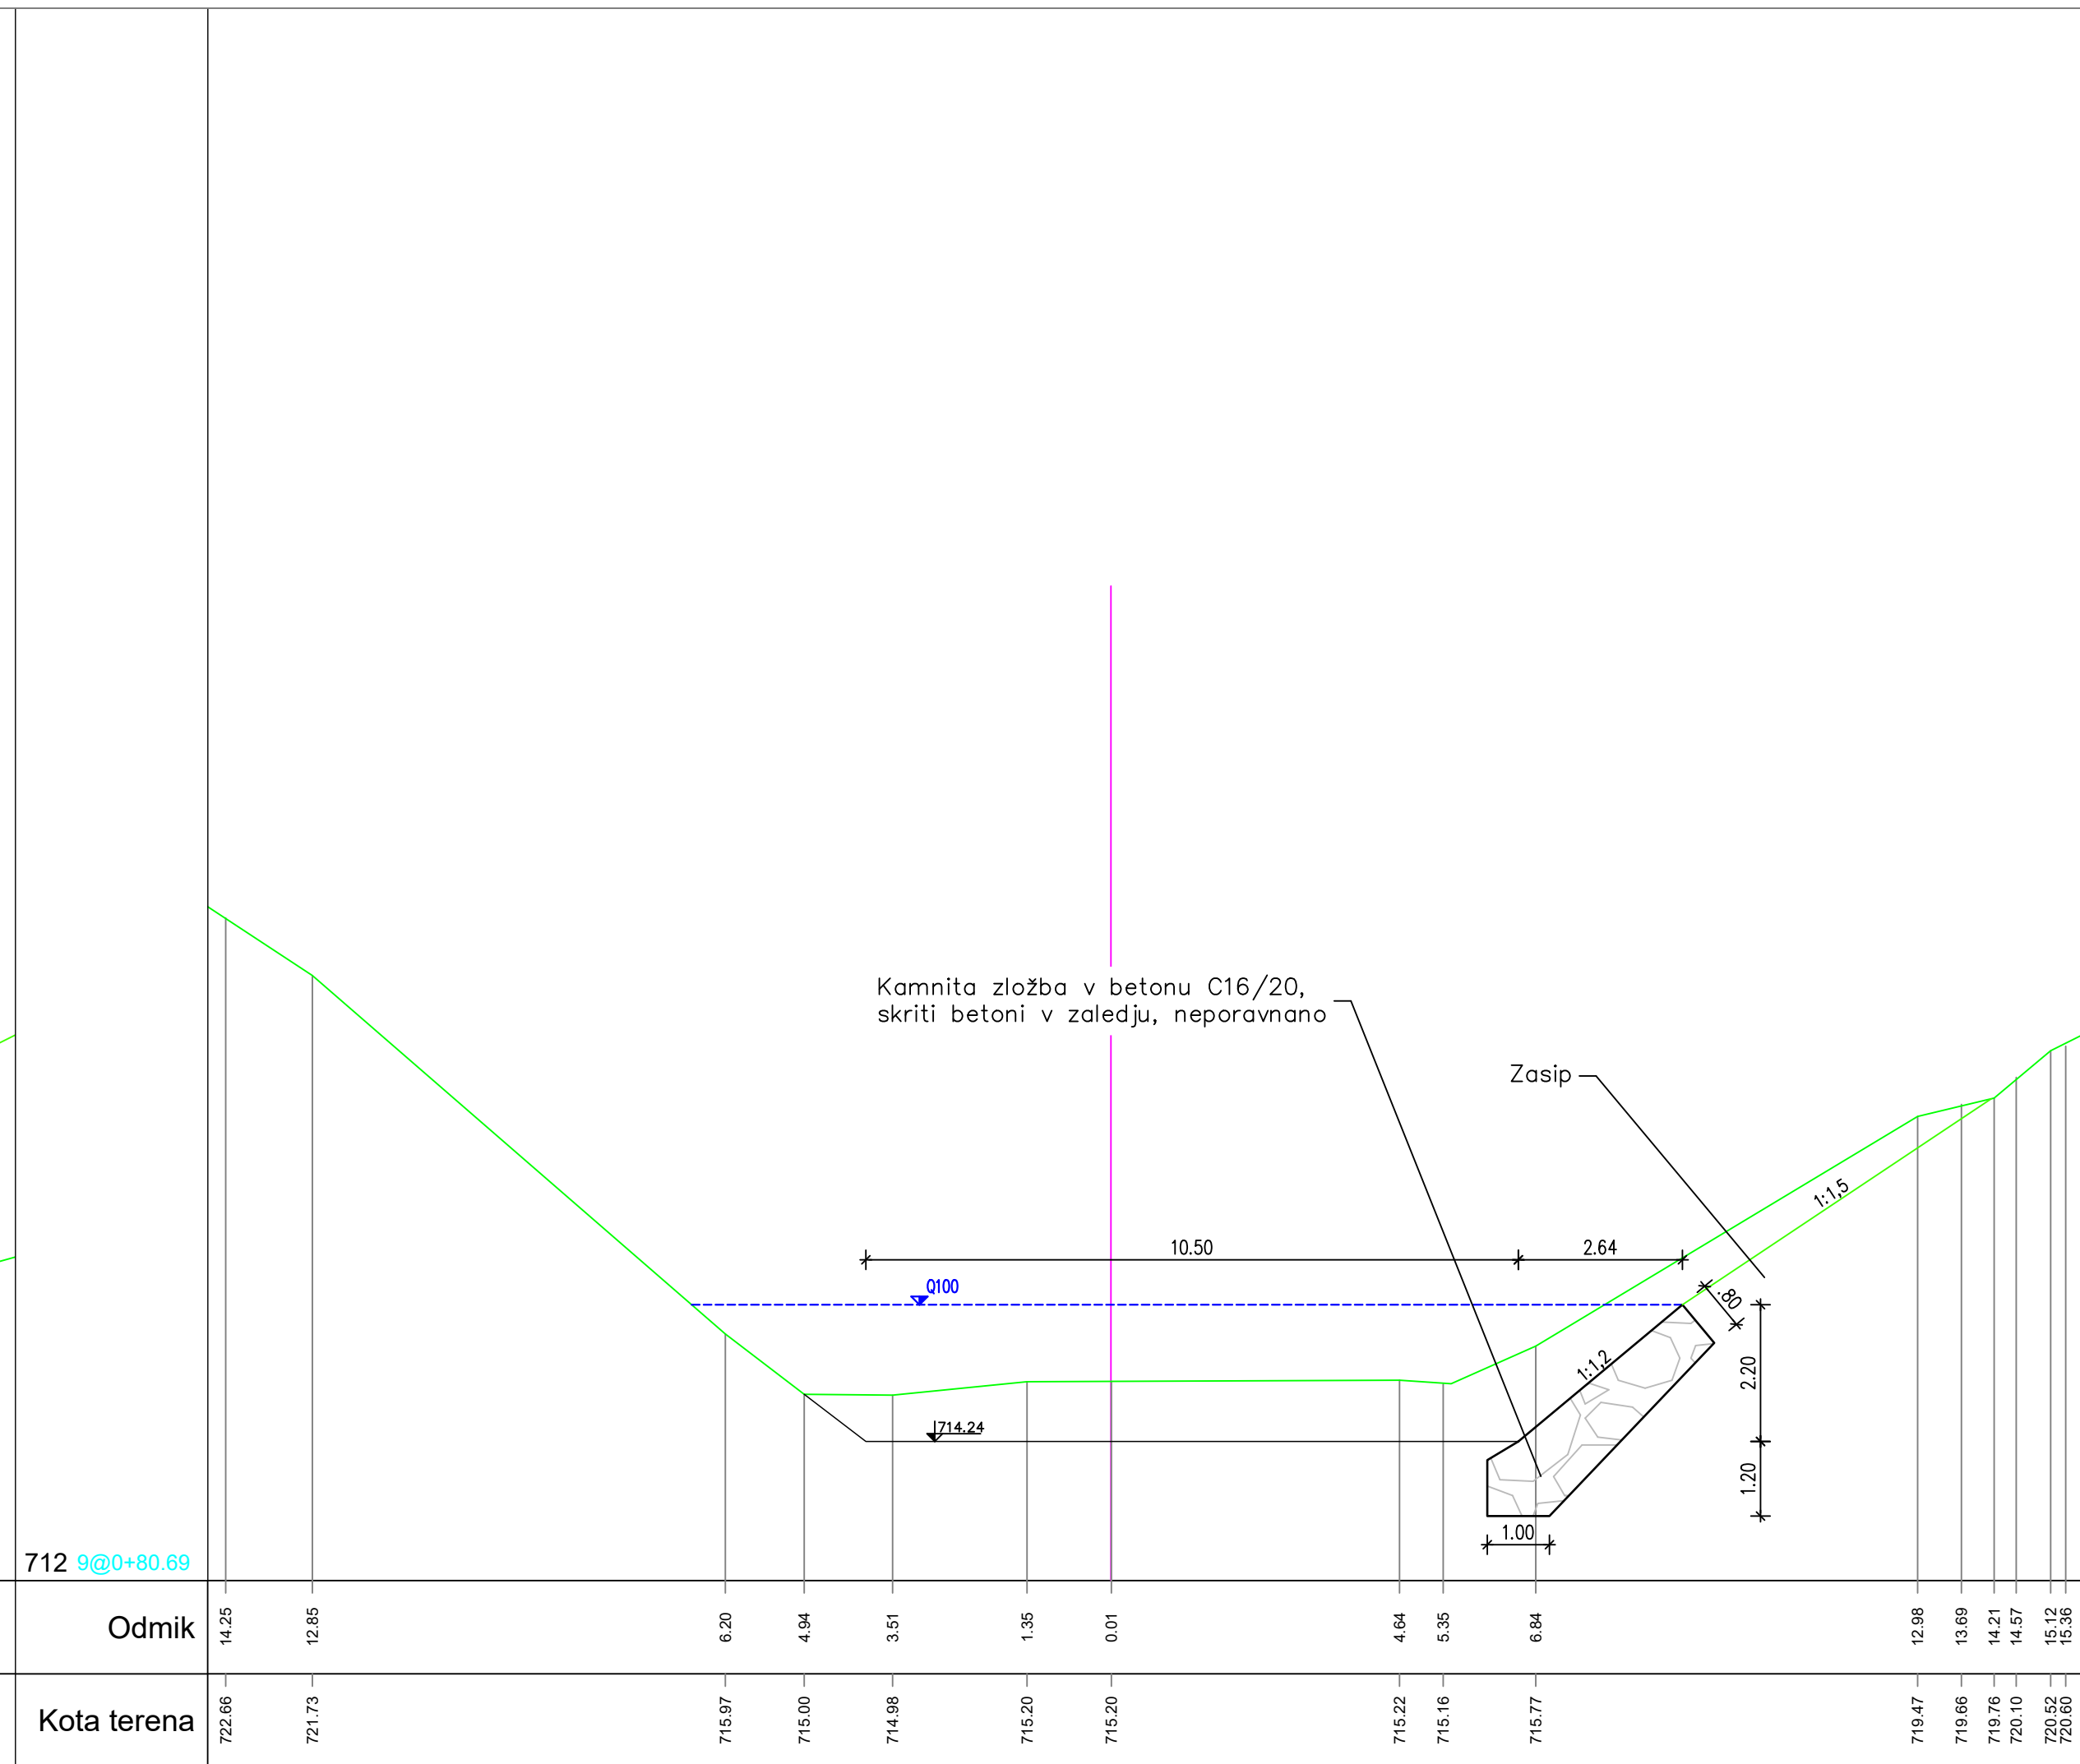 Kamnita zložba v betonu C16/20,
skriti betoni v zaledju, neporavnano
Zasip
1:1,5
10.50
2.64
Q100
.80
1:1,2
2.20
714.24
1.20
1.00
712 9@0+80.69
Odmik 14.25 12.85 6.20 4.94 3.51 1.35 0.01 4.64 5.35 6.84 12.98 13.69 14.21 14.57 15.12 15.36
Kota terena 722.66 721.73 715.97 715.00 714.98 715.20 715.20 715.22 715.16 715.77 719.47 719.66 719.76 720.10 720.52 720.60